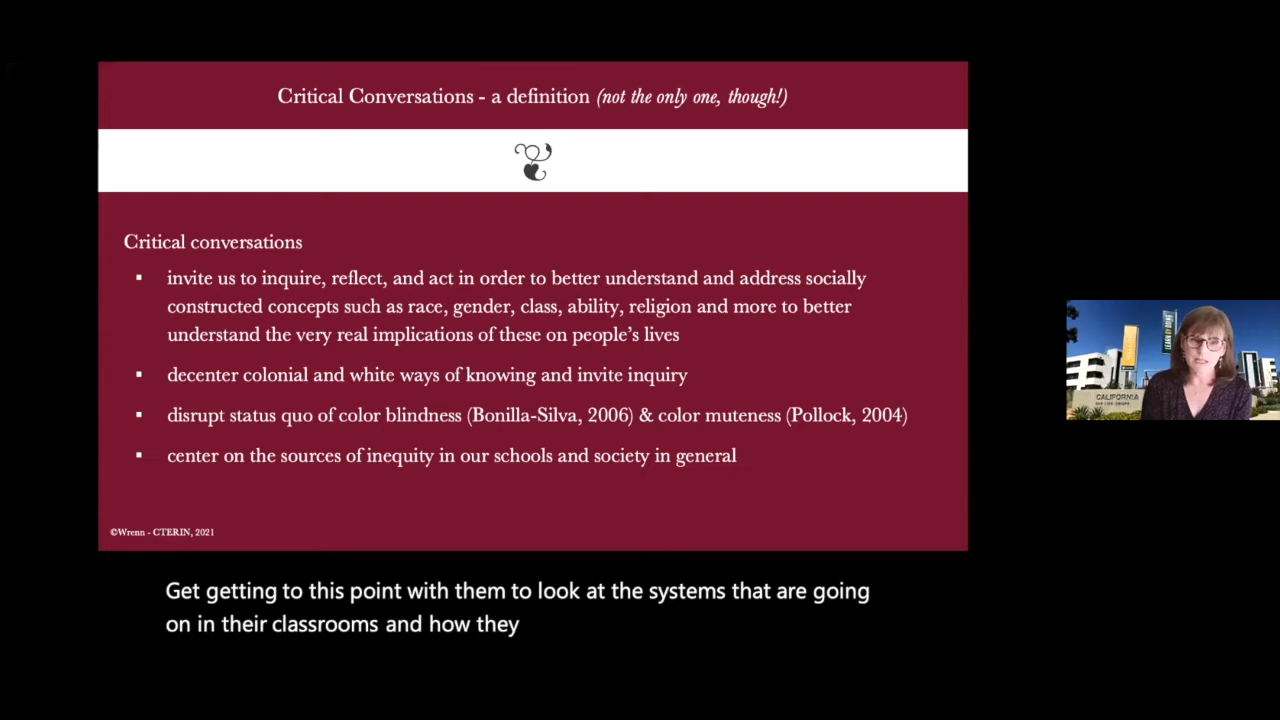 Critical Conversations - a definition (not the only one, though!)
Critical conversations
▪ invite us to inquire, reflect, and act in order to better understand and address socially
constructed concepts such as race, gender, class, ability, religion and more to better
understand the very real implications of these on people’s lives
▪ decenter colonial and white ways of knowing and invite inquiry
▪ disrupt status quo of color blindness (Bonilla-Silva, 2006) & color muteness (Pollock, 2004)
▪ center on the sources of inequity in our schools and society in general
©Wrenn - CTERIN, 2021
LEARN BY DOING
CALIFORNIA
Get getting to this point with them to look at the systems that are going
on in their classrooms and how they